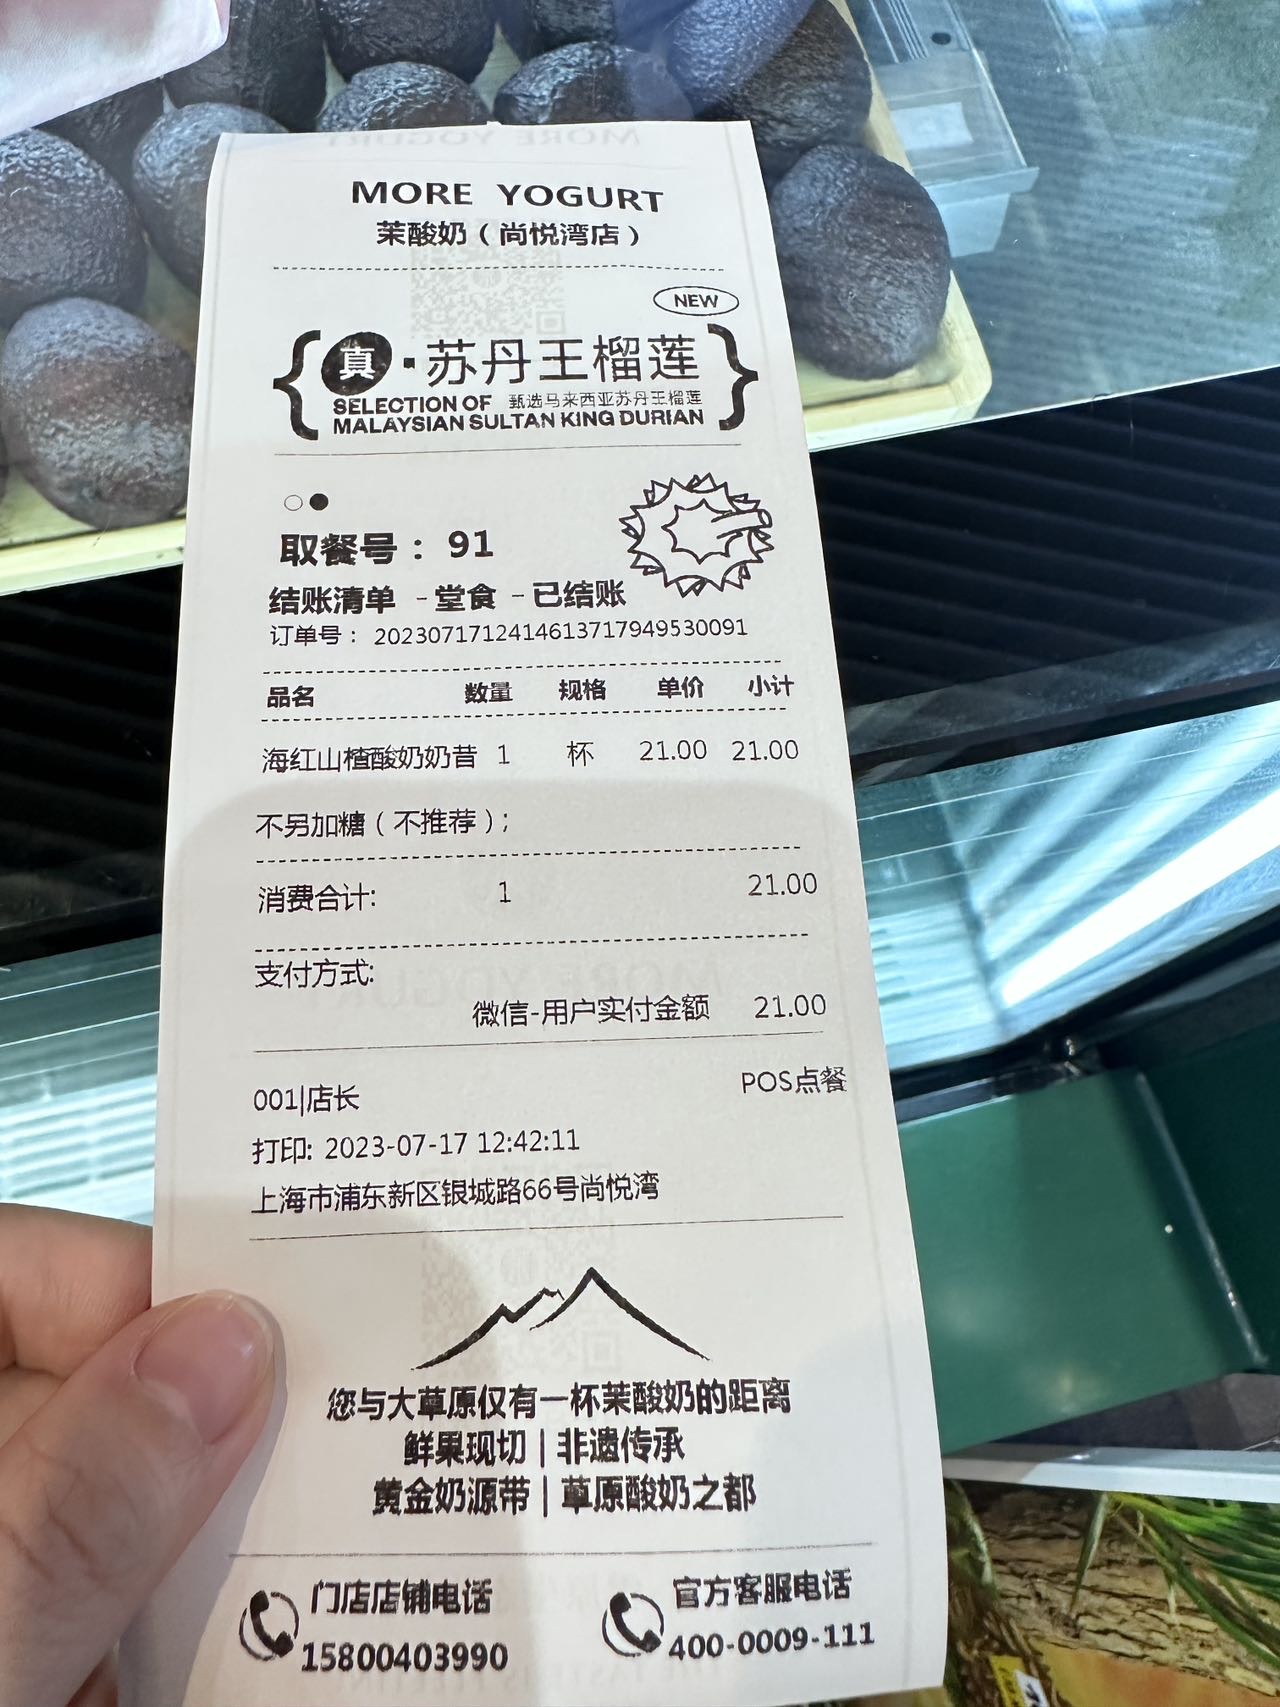 MORE YOGURT
茉酸奶（尚悦湾店）
NEW
真·苏丹王榴莲
SELECTION OF 甄选马来西亚苏丹王榴莲
MALAYSIAN SULTAN KING DURIAN
取餐号：91
结账清单 -堂食 -已结账
订单号：2023071712414613717949530091
品名 数量 规格 单价 小计
海红山楂酸奶奶昔 1 杯 21.00 21.00
不另加糖（不推荐）;
消费合计: 1 21.00
支付方式:
微信-用户实付金额 21.00
001|店长 POS点餐
打印: 2023-07-17 12:42:11
上海市浦东新区银城路66号尚悦湾
您与大草原仅有一杯茉酸奶的距离
鲜果现切｜非遗传承
黄金奶源带｜草原酸奶之都
门店店铺电话 官方客服电话
15800403990 400-0009-111